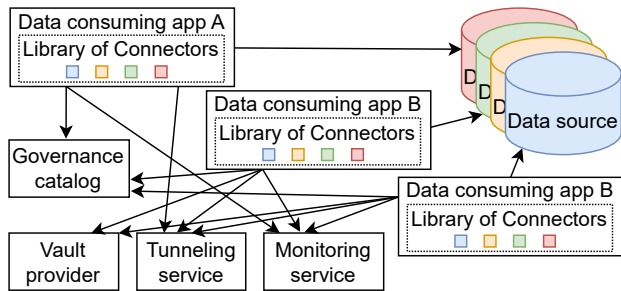 Data consuming app A
Library of Connectors
Data consuming app B
Library of Connectors
D
D
D
Data source
Governance
catalog
Data consuming app B
Library of Connectors
Vault
provider
Tunneling
service
Monitoring
service